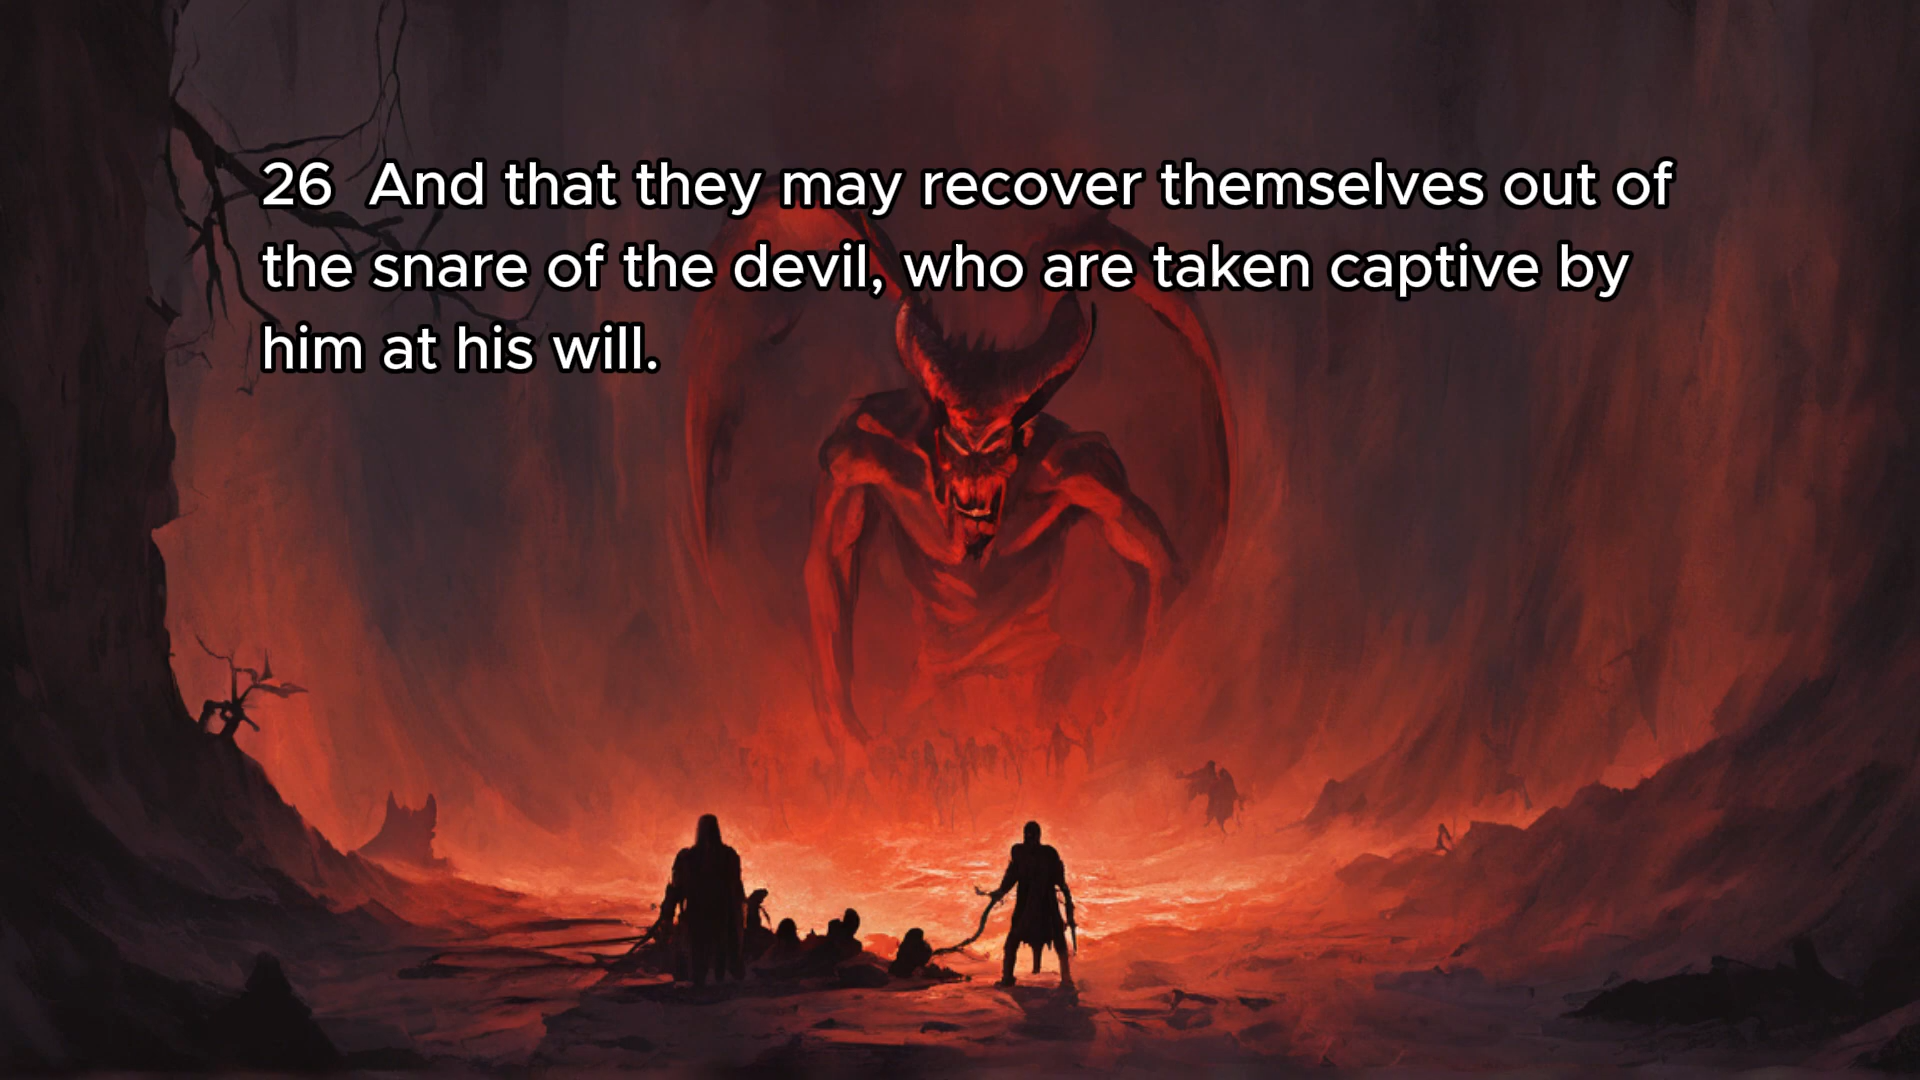 26  And that they may recover themselves out of
the snare of the devil, who are taken captive by
him at his will.